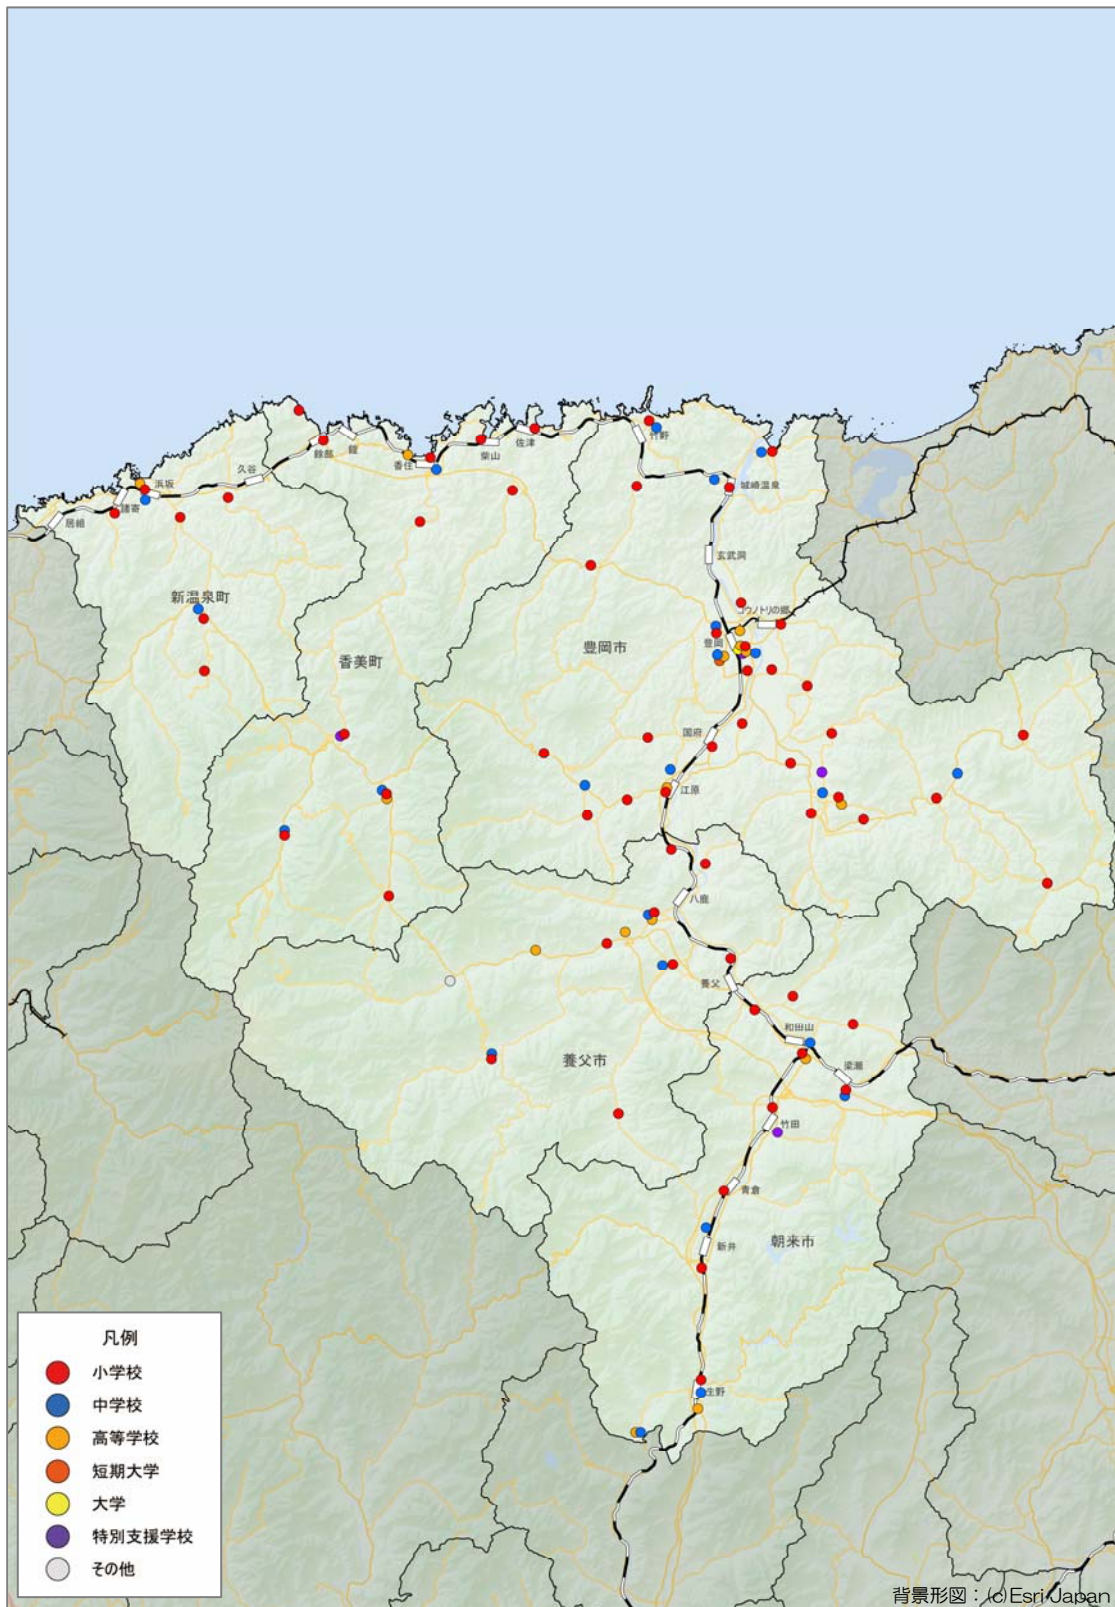 竹野
佐津
柴山
鎧
餘部
香住
久谷
浜坂
諸寄
居組
城崎温泉
玄武洞
新温泉町
コウノトリの郷
豊岡
豊岡市
香美町
国府
江原
八鹿
養父
和田山
養父市
梁瀬
竹田
青倉
朝来市
新井
生野
凡例
小学校
中学校
高等学校
短期大学
大学
特別支援学校
その他
背景形図：(c)Esri Japan